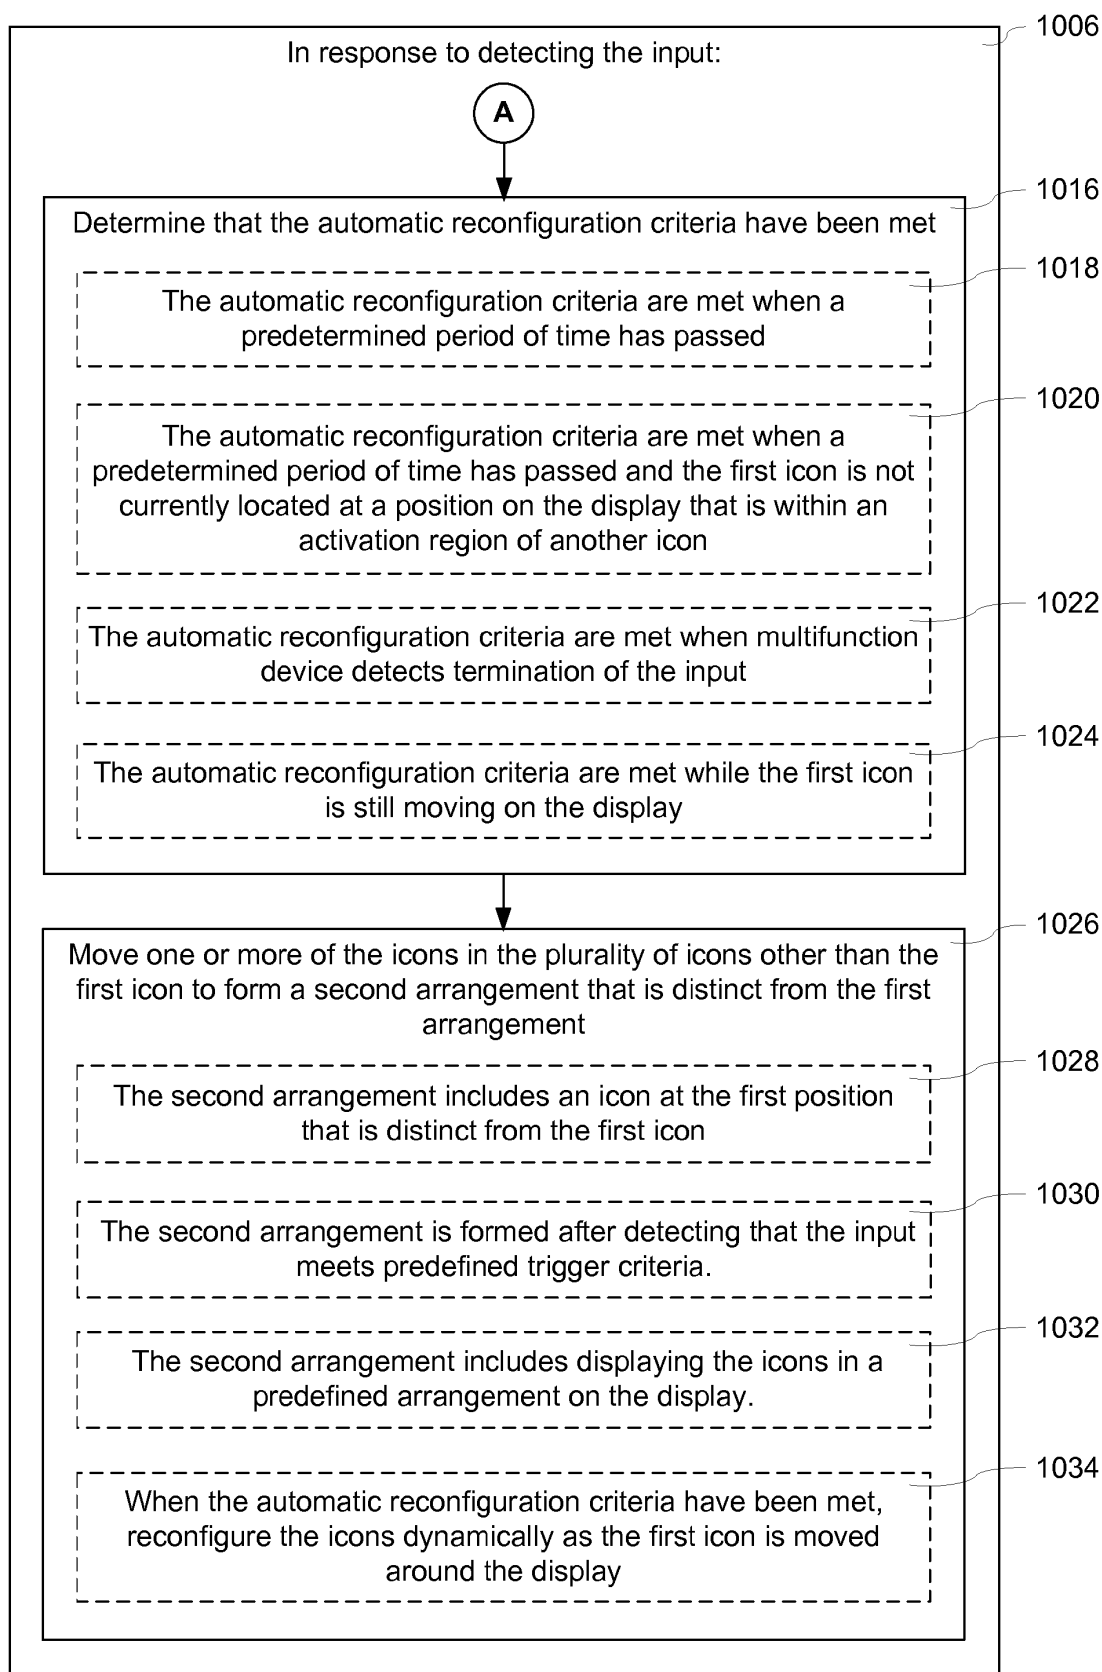 1006
In response to detecting the input:
A
1016
Determine that the automatic reconfiguration criteria have been met
1018
The automatic reconfiguration criteria are met when a
predetermined period of time has passed
1020
The automatic reconfiguration criteria are met when a
predetermined period of time has passed and the first icon is not
currently located at a position on the display that is within an
activation region of another icon
1022
The automatic reconfiguration criteria are met when multifunction
device detects termination of the input
1024
The automatic reconfiguration criteria are met while the first icon
is still moving on the display
1026
Move one or more of the icons in the plurality of icons other than the
first icon to form a second arrangement that is distinct from the first
arrangement
1028
The second arrangement includes an icon at the first position
that is distinct from the first icon
1030
The second arrangement is formed after detecting that the input
meets predefined trigger criteria.
1032
The second arrangement includes displaying the icons in a
predefined arrangement on the display.
1034
When the automatic reconfiguration criteria have been met,
reconfigure the icons dynamically as the first icon is moved
around the display